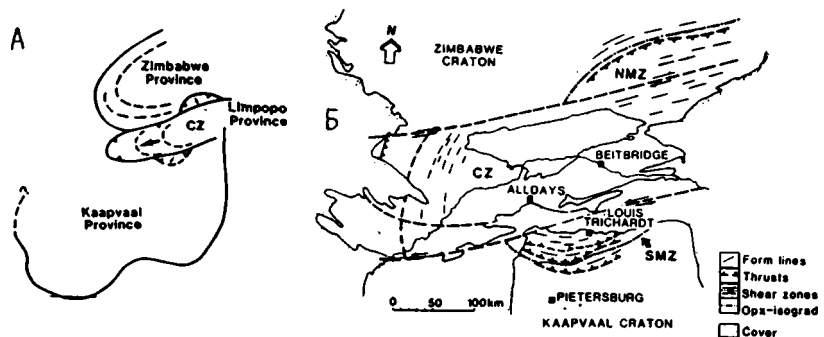 А
Zimbabwe
Province
CZ
Limpopo
Province
Kaapvaal
Province
Б
N
ZIMBABWE
CRATON
NMZ
CZ
BEITBRIDGE
ALLDAYS
LOUIS
TRICHARDT
SMZ
PIETERSBURG
KAAPVAAL CRATON
0 50 100km
Form lines
Thrusts
Shear zones
Opx-isograd
Cover